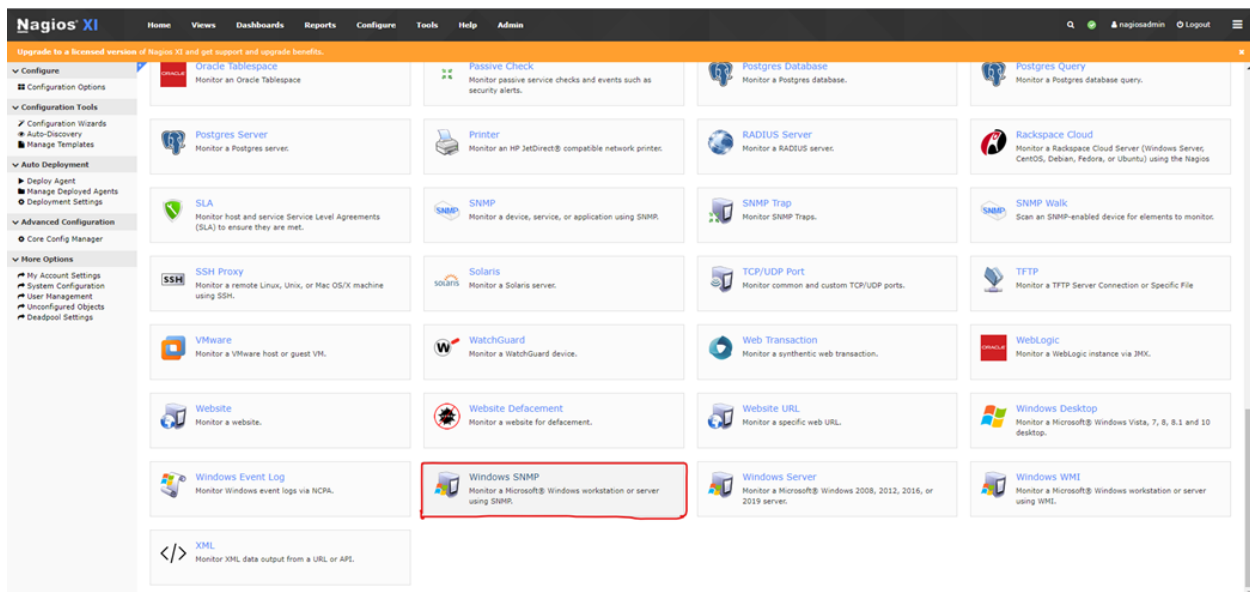 Nagios XI
Home Views Dashboards Reports Configure Tools Help Admin
nagiosadmin Logout
Upgrade to a licensed version of Nagios XI and get support and upgrade benefits.
Configure
Configuration Options
Configuration Tools
Configuration Wizards
Auto-Discovery
Manage Templates
Auto Deployment
Deploy Agent
Manage Deployed Agents
Deployment Settings
Advanced Configuration
Core Config Manager
More Options
My Account Settings
System Configuration
User Management
Unconfigured Objects
Deadpool Settings
ORACLE
Oracle Tablespace
Monitor an Oracle Tablespace
Passive Check
Monitor passive service checks and events such as
security alerts.
Postgres Database
Monitor a Postgres database.
Postgres Query
Monitor a Postgres database query.
Postgres Server
Monitor a Postgres server.
Printer
Monitor an HP JetDirect® compatible network printer.
RADIUS Server
Monitor a RADIUS server.
Rackspace Cloud
Monitor a Rackspace Cloud Server (Windows Server,
CentOS, Debian, Fedora, or Ubuntu) using the Nagios
SLA
Monitor host and service Service Level Agreements
(SLA) to ensure they are met.
SNMP
SNMP
Monitor a device, service, or application using SNMP.
SNMP Trap
Monitor SNMP Traps.
SNMP
SNMP Walk
Scan an SNMP-enabled device for elements to monitor.
SSH
SSH Proxy
Monitor a remote Linux, Unix, or Mac OS/X machine
using SSH.
solaris
Solaris
Monitor a Solaris server.
TCP/UDP Port
Monitor common and custom TCP/UDP ports.
TFTP
Monitor a TFTP Server Connection or Specific File
VMware
Monitor a VMware host or guest VM.
W
WatchGuard
Monitor a WatchGuard device.
Web Transaction
Monitor a synthentic web transaction.
ORACLE
WebLogic
Monitor a WebLogic instance via JMX.
Website
Monitor a website.
Website Defacement
Monitor a website for defacement.
Website URL
Monitor a specific web URL.
Windows Desktop
Monitor a Microsoft® Windows Vista, 7, 8, 8.1 and 10
desktop.
Windows Event Log
Monitor Windows event logs via NCPA.
Windows SNMP
Monitor a Microsoft® Windows workstation or server
using SNMP.
Windows Server
Monitor a Microsoft® Windows 2008, 2012, 2016, or
2019 server.
Windows WMI
Monitor a Microsoft® Windows workstation or server
using WMI.
</>
XML
Monitor XML data output from a URL or API.